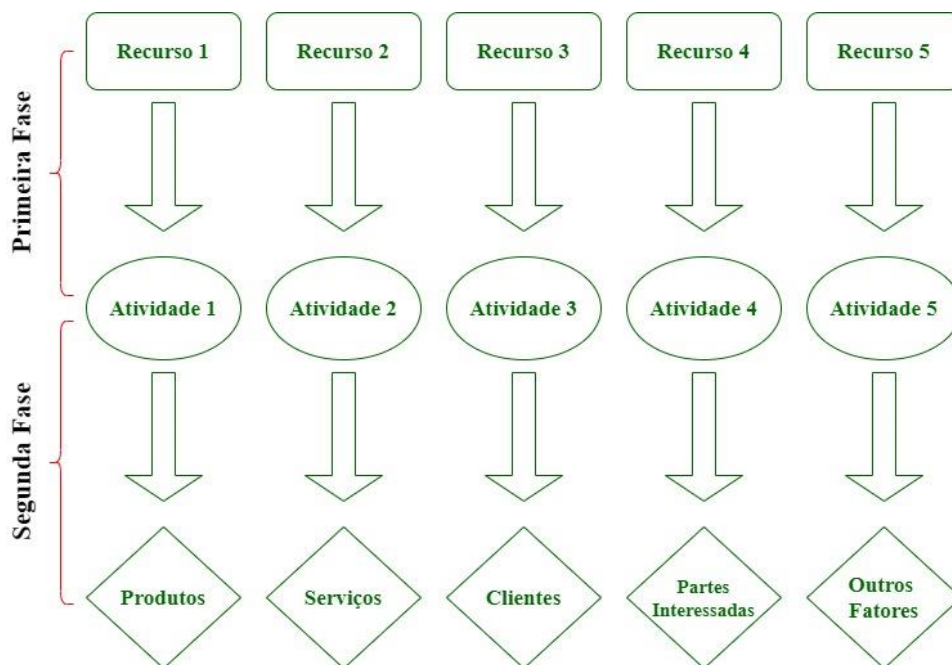 Recurso 1
Recurso 2
Recurso 3
Recurso 4
Recurso 5
Primeira Fase
Atividade 1
Atividade 2
Atividade 3
Atividade 4
Atividade 5
Segunda Fase
Produtos
Serviços
Clientes
Partes
Interessadas
Outros
Fatores